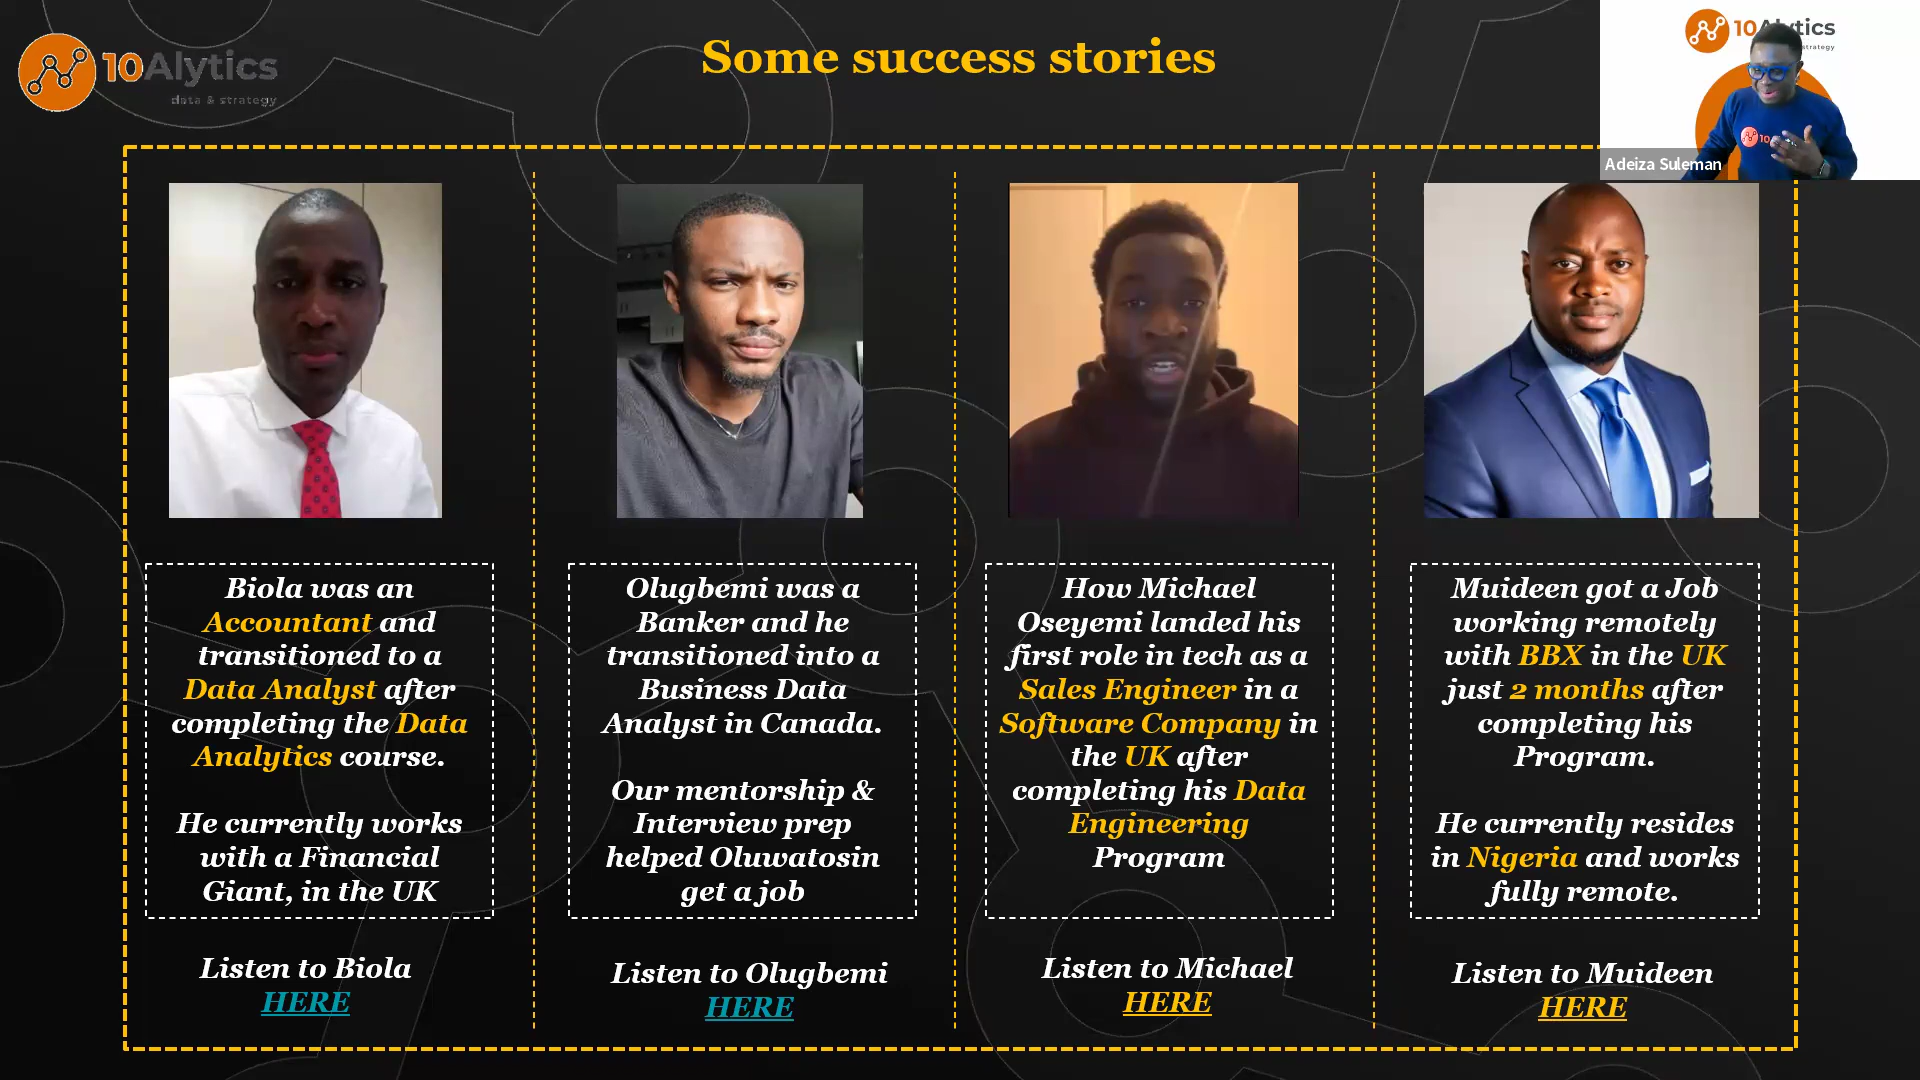 10Alytics
data & strategy
Some success stories
10Alytics
strategy
10
Adeiza Suleman
Biola was an
Accountant and
transitioned to a
Data Analyst after
completing the Data
Analytics course.
He currently works
with a Financial
Giant, in the UK
Listen to Biola
HERE
Olugbemi was a
Banker and he
transitioned into a
Business Data
Analyst in Canada.
Our mentorship &
Interview prep
helped Oluwatosin
get a job
Listen to Olugbemi
HERE
How Michael
Oseyemi landed his
first role in tech as a
Sales Engineer in a
Software Company in
the UK after
completing his Data
Engineering
Program
Listen to Michael
HERE
Muideen got a Job
working remotely
with BBX in the UK
just 2 months after
completing his
Program.
He currently resides
in Nigeria and works
fully remote.
Listen to Muideen
HERE